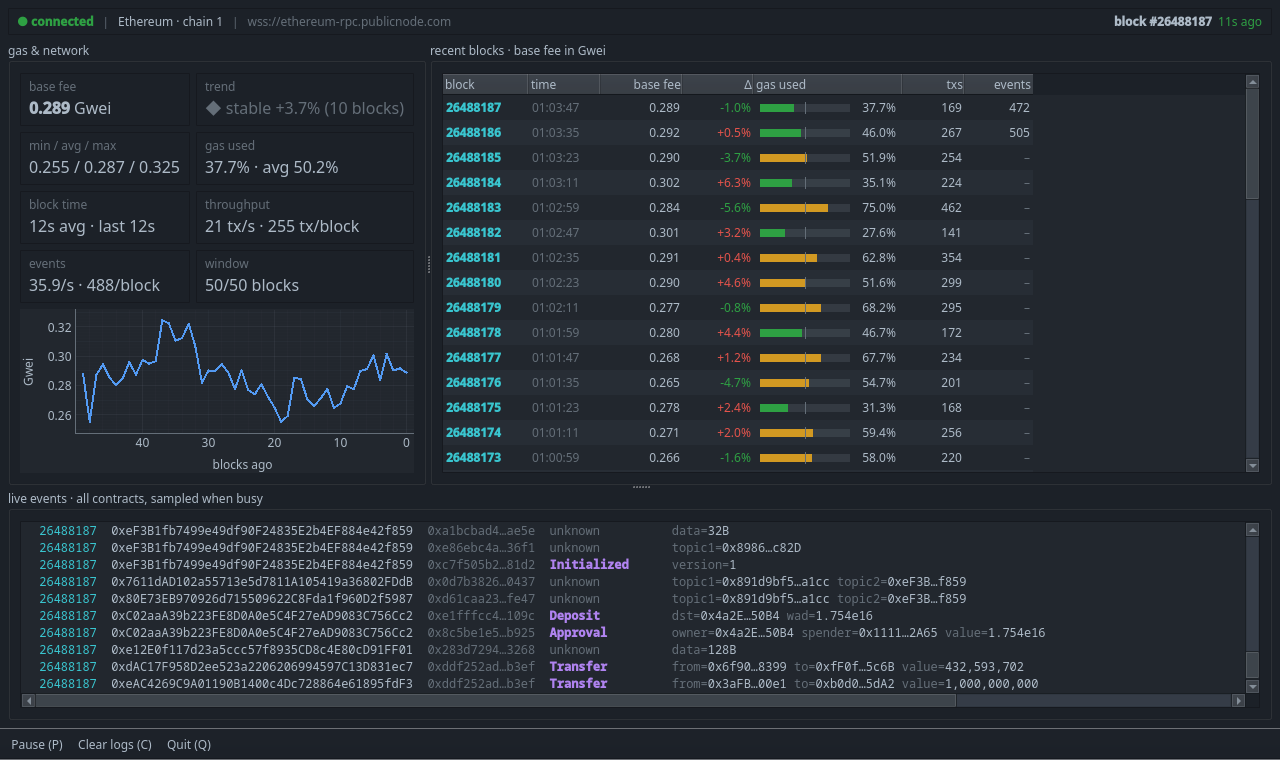 connected | Ethereum · chain 1 | wss://ethereum-rpc.publicnode.com block #26488187 11s ago
gas & network
base fee
0.289 Gwei
trend
◆ stable +3.7% (10 blocks)
min / avg / max
0.255 / 0.287 / 0.325
gas used
37.7% · avg 50.2%
block time
12s avg · last 12s
throughput
21 tx/s · 255 tx/block
events
35.9/s · 488/block
window
50/50 blocks
Gwei
0.32
0.30
0.28
0.26
40 30 20 10 0
blocks ago
recent blocks · base fee in Gwei
block time base fee Δ gas used txs events
26488187 01:03:47 0.289 -1.0% 37.7% 169 472
26488186 01:03:35 0.292 +0.5% 46.0% 267 505
26488185 01:03:23 0.290 -3.7% 51.9% 254 –
26488184 01:03:11 0.302 +6.3% 35.1% 224 –
26488183 01:02:59 0.284 -5.6% 75.0% 462 –
26488182 01:02:47 0.301 +3.2% 27.6% 141 –
26488181 01:02:35 0.291 +0.4% 62.8% 354 –
26488180 01:02:23 0.290 +4.6% 51.6% 299 –
26488179 01:02:11 0.277 -0.8% 68.2% 295 –
26488178 01:01:59 0.280 +4.4% 46.7% 172 –
26488177 01:01:47 0.268 +1.2% 67.7% 234 –
26488176 01:01:35 0.265 -4.7% 54.7% 201 –
26488175 01:01:23 0.278 +2.4% 31.3% 168 –
26488174 01:01:11 0.271 +2.0% 59.4% 256 –
26488173 01:00:59 0.266 -1.6% 58.0% 220 –
live events · all contracts, sampled when busy
26488187 0xeF3B1fb7499e49df90F24835E2b4EF884e42f859 0xa1bcbad4…ae5e unknown data=32B
26488187 0xeF3B1fb7499e49df90F24835E2b4EF884e42f859 0xe86ebc4a…36f1 unknown topic1=0x8986…c82D
26488187 0xeF3B1fb7499e49df90F24835E2b4EF884e42f859 0xc7f505b2…81d2 Initialized version=1
26488187 0x7611dAD102a55713e5d7811A105419a36802FDdB 0x0d7b3826…0437 unknown topic1=0x891d9bf5…a1cc topic2=0xeF3B…f859
26488187 0x80E73EB970926d715509622C8Fda1f960D2f5987 0xd61caa23…fe47 unknown topic1=0x891d9bf5…a1cc topic2=0xeF3B…f859
26488187 0xC02aaA39b223FE8D0A0e5C4F27eAD9083C756Cc2 0xe1fffcc4…109c Deposit dst=0x4a2E…50B4 wad=1.754e16
26488187 0xC02aaA39b223FE8D0A0e5C4F27eAD9083C756Cc2 0x8c5be1e5…b925 Approval owner=0x4a2E…50B4 spender=0x1111…2A65 value=1.754e16
26488187 0xe12E0f117d23a5ccc57f8935CD8c4E80cD91FF01 0x283d7294…3268 unknown data=128B
26488187 0xdAC17F958D2ee523a2206206994597C13D831ec7 0xddf252ad…b3ef Transfer from=0x6f90…8399 to=0xfF0f…5c6B value=432,593,702
26488187 0xeAC4269C9A01190B1400c4Dc728864e61895fdF3 0xddf252ad…b3ef Transfer from=0x3aFB…00e1 to=0xb0d0…5dA2 value=1,000,000,000
Pause (P) Clear logs (C) Quit (Q)